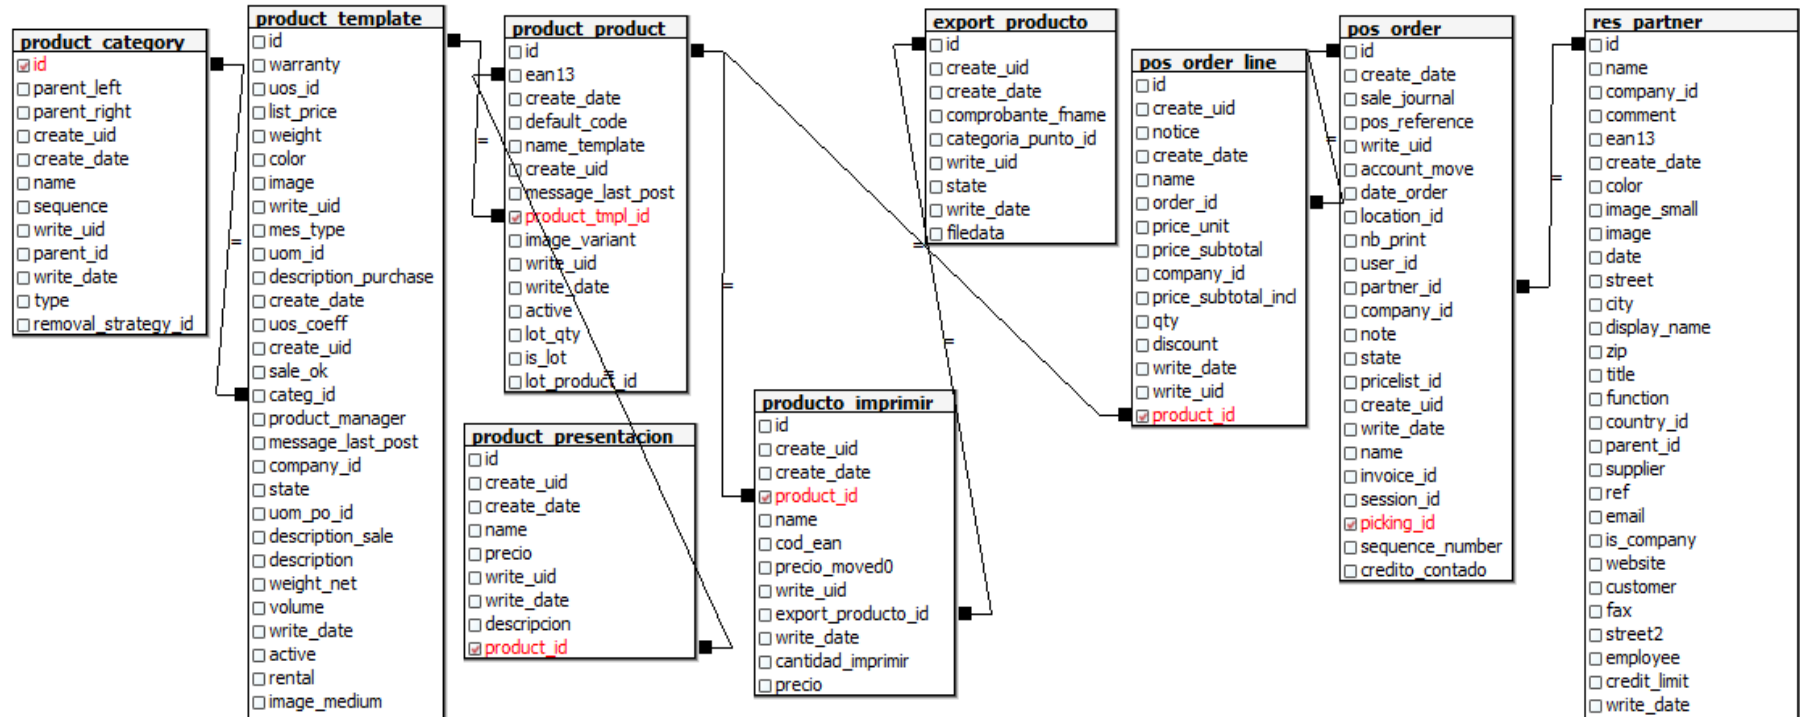 product_category
id
parent_left
parent_right
create_uid
create_date
name
sequence
write_uid
parent_id
write_date
type
removal_strategy_id
product_template
id
warranty
uos_id
list_price
weight
color
image
write_uid
mes_type
uom_id
description_purchase
create_date
uos_coeff
create_uid
sale_ok
categ_id
product_manager
message_last_post
company_id
state
uom_po_id
description_sale
description
weight_net
volume
write_date
active
rental
image_medium
product_product
id
ean13
create_date
default_code
name_template
create_uid
message_last_post
product_tmpl_id
image_variant
write_uid
write_date
active
lot_qty
is_lot
lot_product_id
product_presentacion
id
create_uid
create_date
name
precio
write_uid
write_date
descripcion
product_id
producto_imprimir
id
create_uid
create_date
product_id
name
cod_ean
precio_moved0
write_uid
export_producto_id
write_date
cantidad_imprimir
precio
export_producto
id
create_uid
create_date
comprobante_fname
categoria_punto_id
write_uid
state
write_date
filedata
pos_order_line
id
create_uid
notice
create_date
name
order_id
price_unit
price_subtotal
company_id
price_subtotal_incl
qty
discount
write_date
write_uid
product_id
pos_order
id
create_date
sale_journal
pos_reference
write_uid
account_move
date_order
location_id
nb_print
user_id
partner_id
company_id
note
state
pricelist_id
create_uid
write_date
name
invoice_id
session_id
picking_id
sequence_number
credito_contado
res_partner
id
name
company_id
comment
ean13
create_date
color
image_small
image
date
street
city
display_name
zip
title
function
country_id
parent_id
supplier
ref
email
is_company
website
customer
fax
street2
employee
credit_limit
write_date
=
=
=
=
=
=
=
=